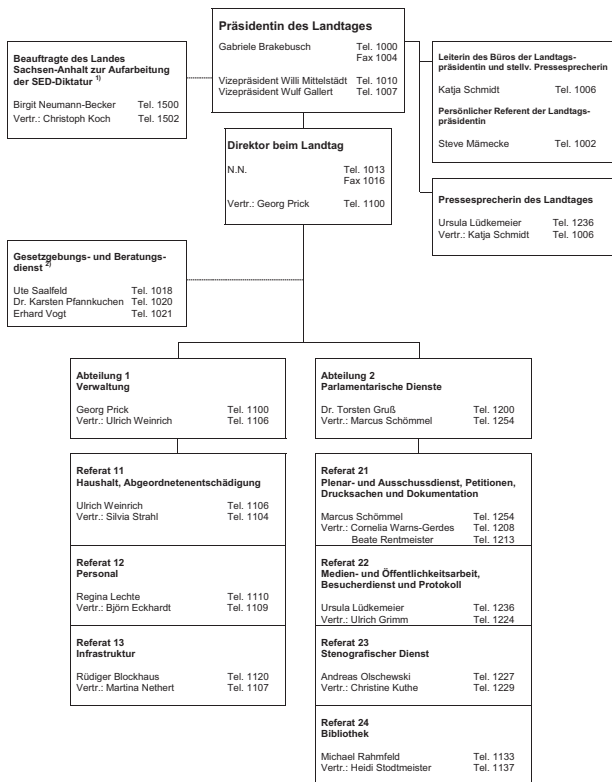 Präsidentin des Landtages
Gabriele Brakebusch Tel. 1000
Fax 1004
Vizepräsident Willi Mittelstädt Tel. 1010
Vizepräsident Wulf Gallert Tel. 1007
Beauftragte des Landes
Sachsen-Anhalt zur Aufarbeitung
der SED-Diktatur 1)
Birgit Neumann-Becker Tel. 1500
Vertr.: Christoph Koch Tel. 1502
Leiterin des Büros der Landtags-
präsidentin und stellv. Pressesprecherin
Katja Schmidt Tel. 1006
Persönlicher Referent der Landtags-
präsidentin
Steve Mämecke Tel. 1002
Direktor beim Landtag
N.N. Tel. 1013
Fax 1016
Vertr.: Georg Prick Tel. 1100
Pressesprecherin des Landtages
Ursula Lüdkemeier Tel. 1236
Vertr.: Katja Schmidt Tel. 1006
Gesetzgebungs- und Beratungs-
dienst 2)
Ute Saalfeld Tel. 1018
Dr. Karsten Pfannkuchen Tel. 1020
Erhard Vogt Tel. 1021
Abteilung 1
Verwaltung
Georg Prick Tel. 1100
Vertr.: Ulrich Weinrich Tel. 1106
Referat 11
Haushalt, Abgeordnetenentschädigung
Ulrich Weinrich Tel. 1106
Vertr.: Silvia Strahl Tel. 1104
Referat 12
Personal
Regina Lechte Tel. 1110
Vertr.: Björn Eckhardt Tel. 1109
Referat 13
Infrastruktur
Rüdiger Blockhaus Tel. 1120
Vertr.: Martina Nethert Tel. 1107
Abteilung 2
Parlamentarische Dienste
Dr. Torsten Gruß Tel. 1200
Vertr.: Marcus Schömmel Tel. 1254
Referat 21
Plenar- und Ausschussdienst, Petitionen,
Drucksachen und Dokumentation
Marcus Schömmel Tel. 1254
Vertr.: Cornelia Warns-Gerdes Tel. 1208
Beate Rentmeister Tel. 1213
Referat 22
Medien- und Öffentlichkeitsarbeit,
Besucherdienst und Protokoll
Ursula Lüdkemeier Tel. 1236
Vertr.: Ulrich Grimm Tel. 1224
Referat 23
Stenografischer Dienst
Andreas Olschewski Tel. 1227
Vertr.: Christine Kuthe Tel. 1229
Referat 24
Bibliothek
Michael Rahmfeld Tel. 1133
Vertr.: Heidi Stodtmeister Tel. 1137